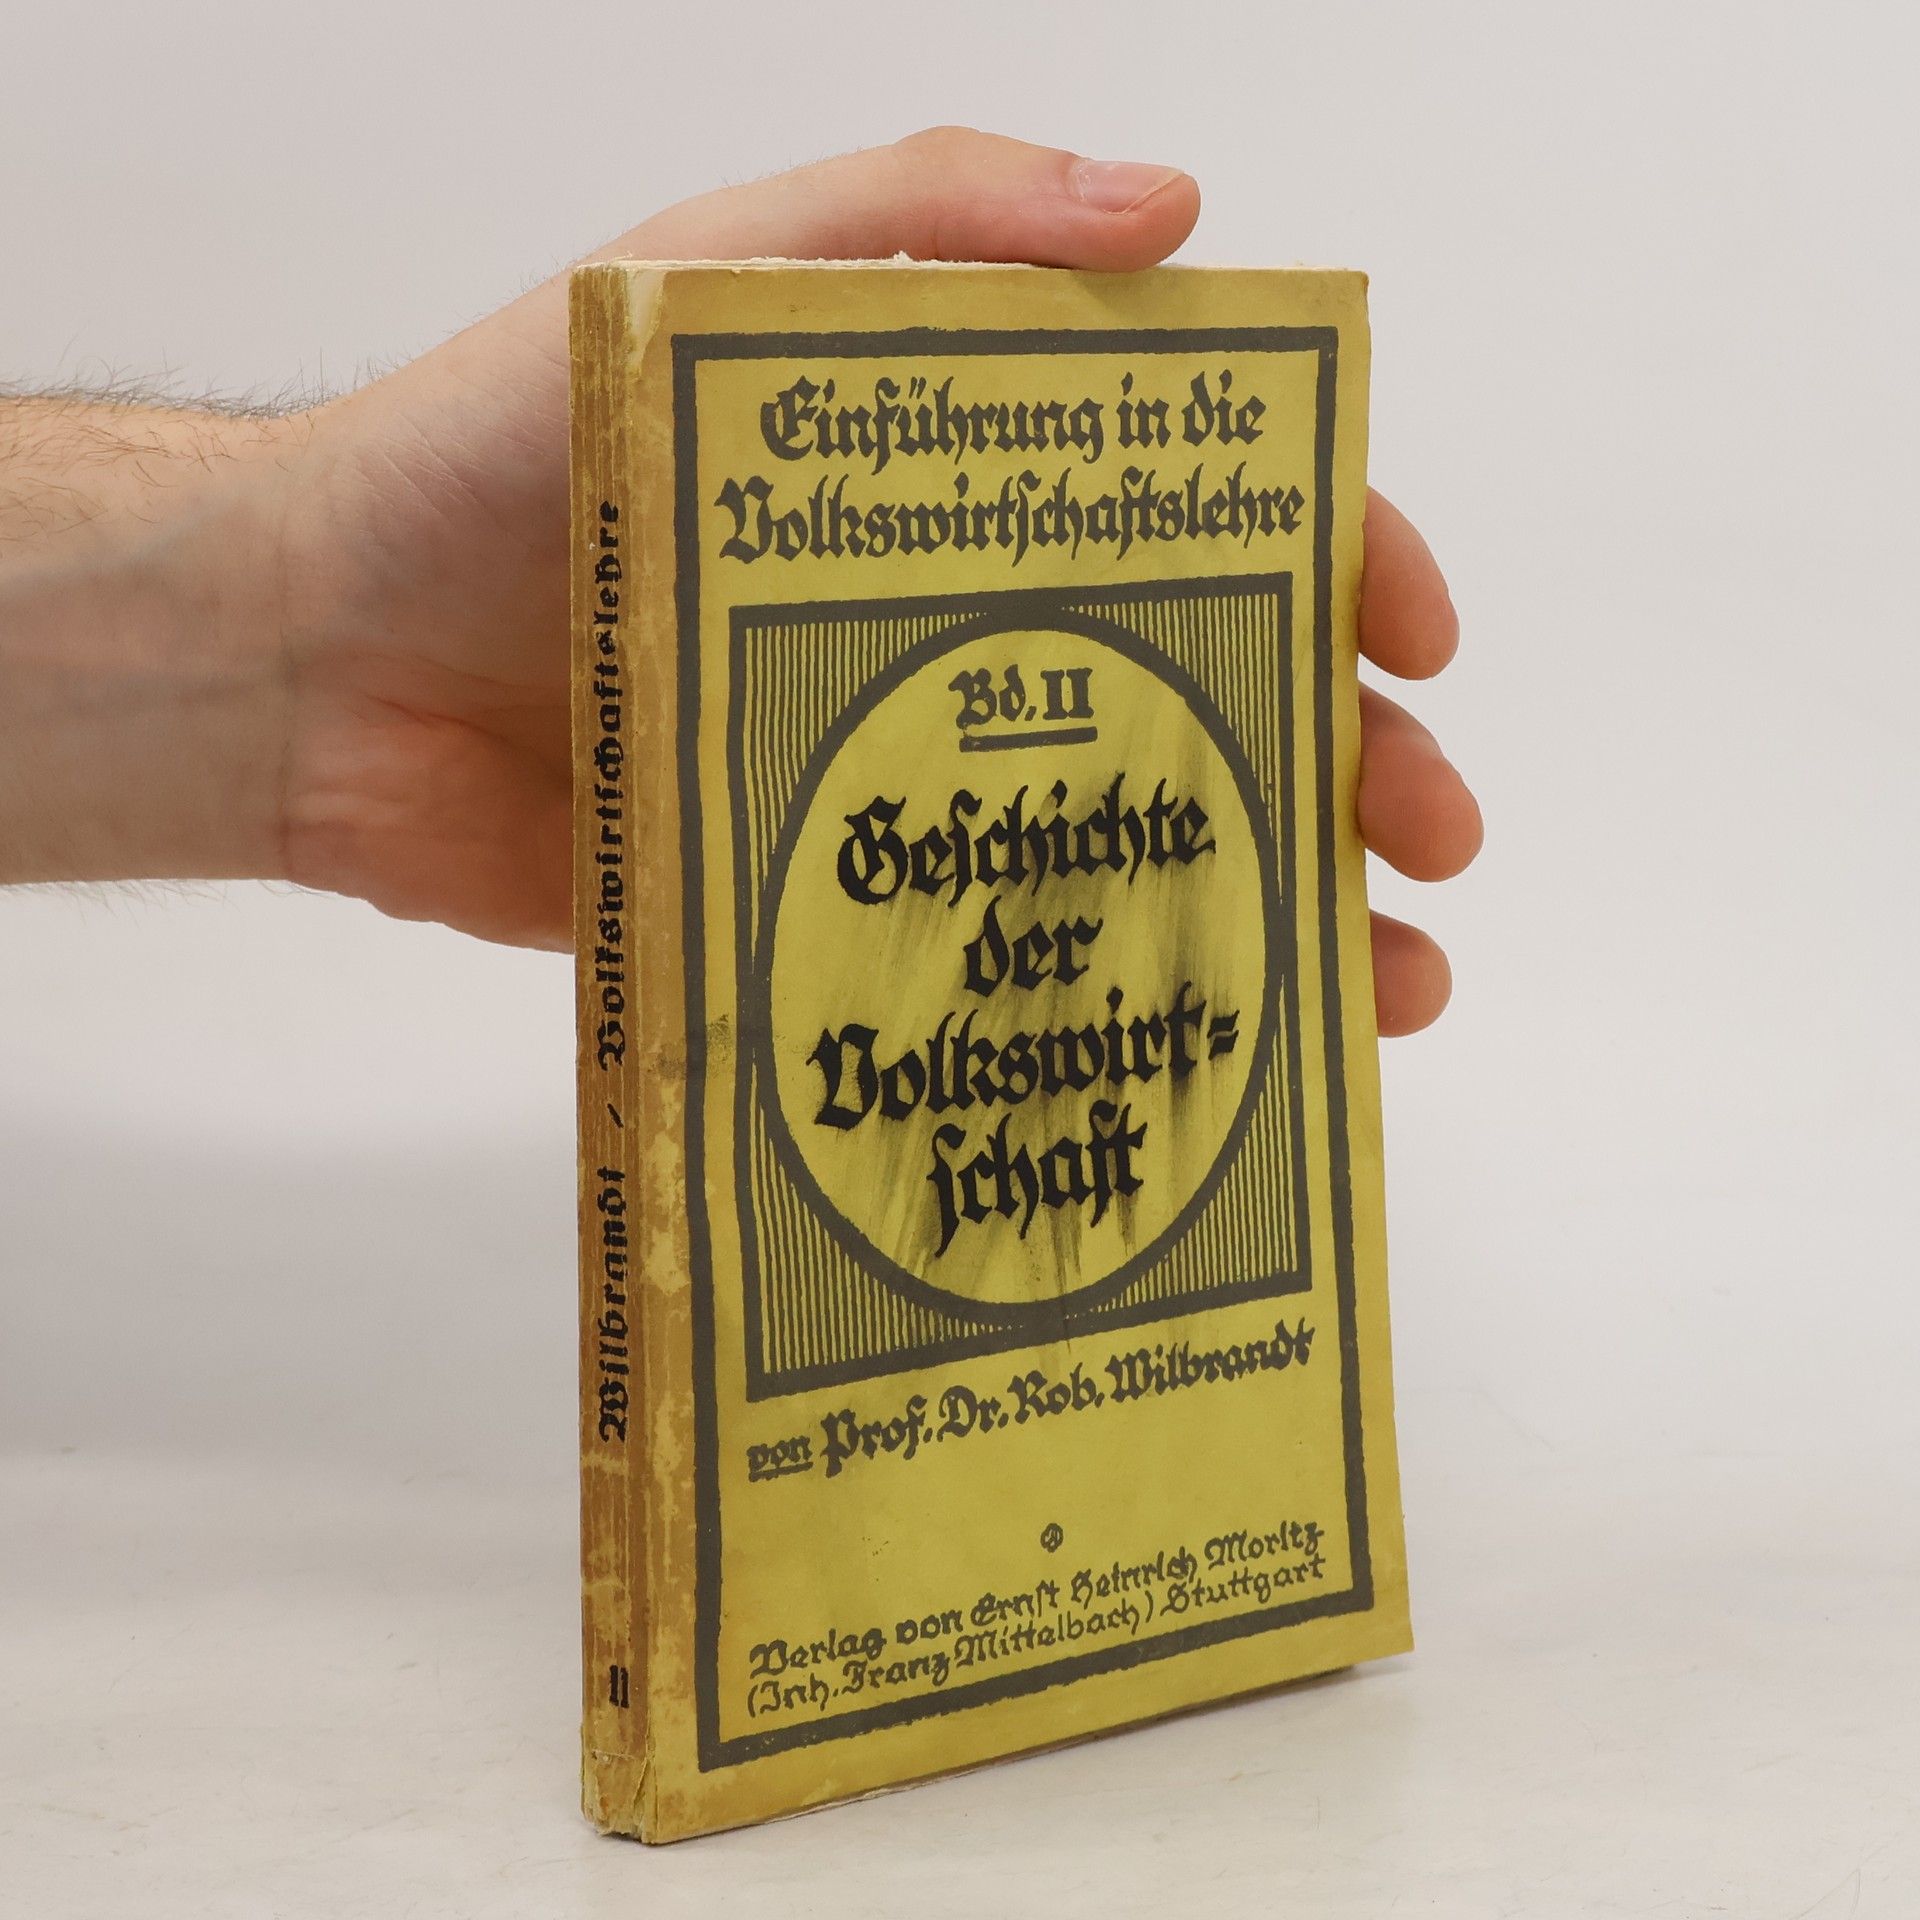 Einführung in die
Volkswirtschaftslehre
Bd. II
Geschichte
der
Volkswirt=
schaft
von Prof. Dr. Rob. Wilbrandt
Verlag von Ernst Heinrich Moritz
(Inh. Franz Mittelbach) Stuttgart
Wilbrandt / Volkswirtschaftslehre
II